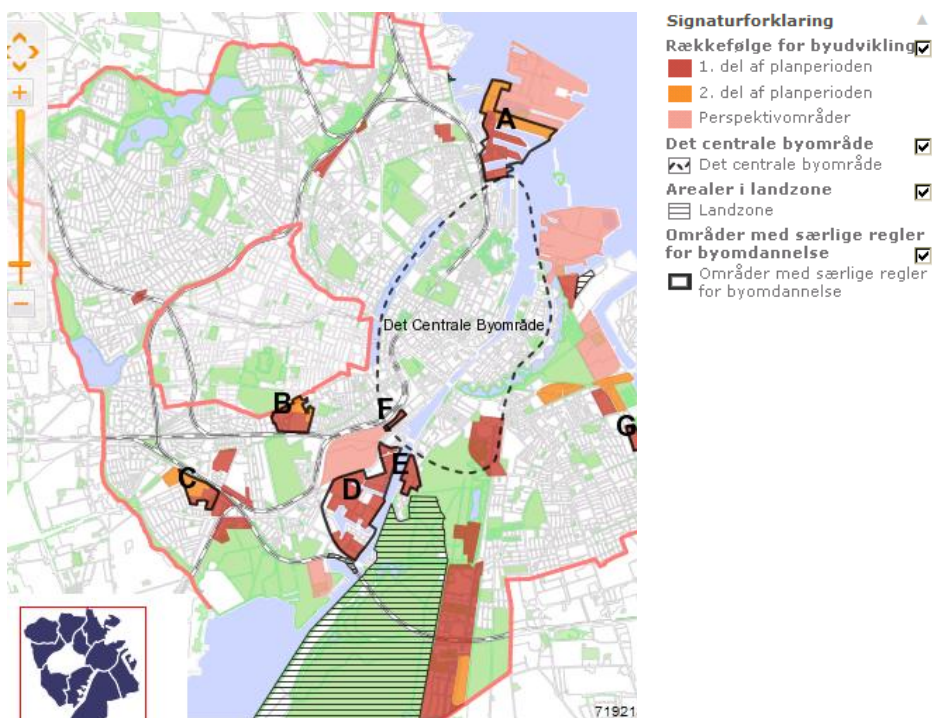 Signaturforklaring
Rækkefølge for byudvikling
1. del af planperioden
2. del af planperioden
Perspektivområder
Det centrale byområde
Det centrale byområde
Arealer i landzone
Landzone
Områder med særlige regler
for byomdannelse
Områder med særlige regler
for byomdannelse
A
Det Centrale Byområde
B
F
G
E
C
D
71921